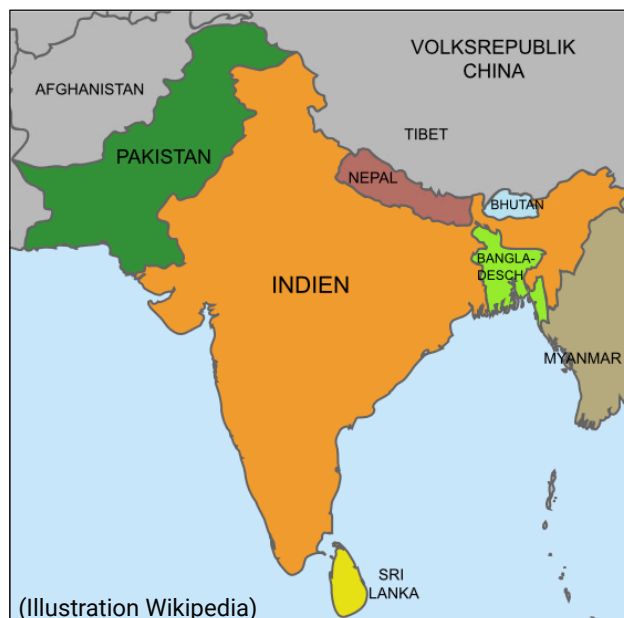 VOLKSREPUBLIK
CHINA
AFGHANISTAN
TIBET
PAKISTAN
NEPAL
BHUTAN
BANGLA-
DESCH
INDIEN
MYANMAR
SRI
LANKA
(Illustration Wikipedia)